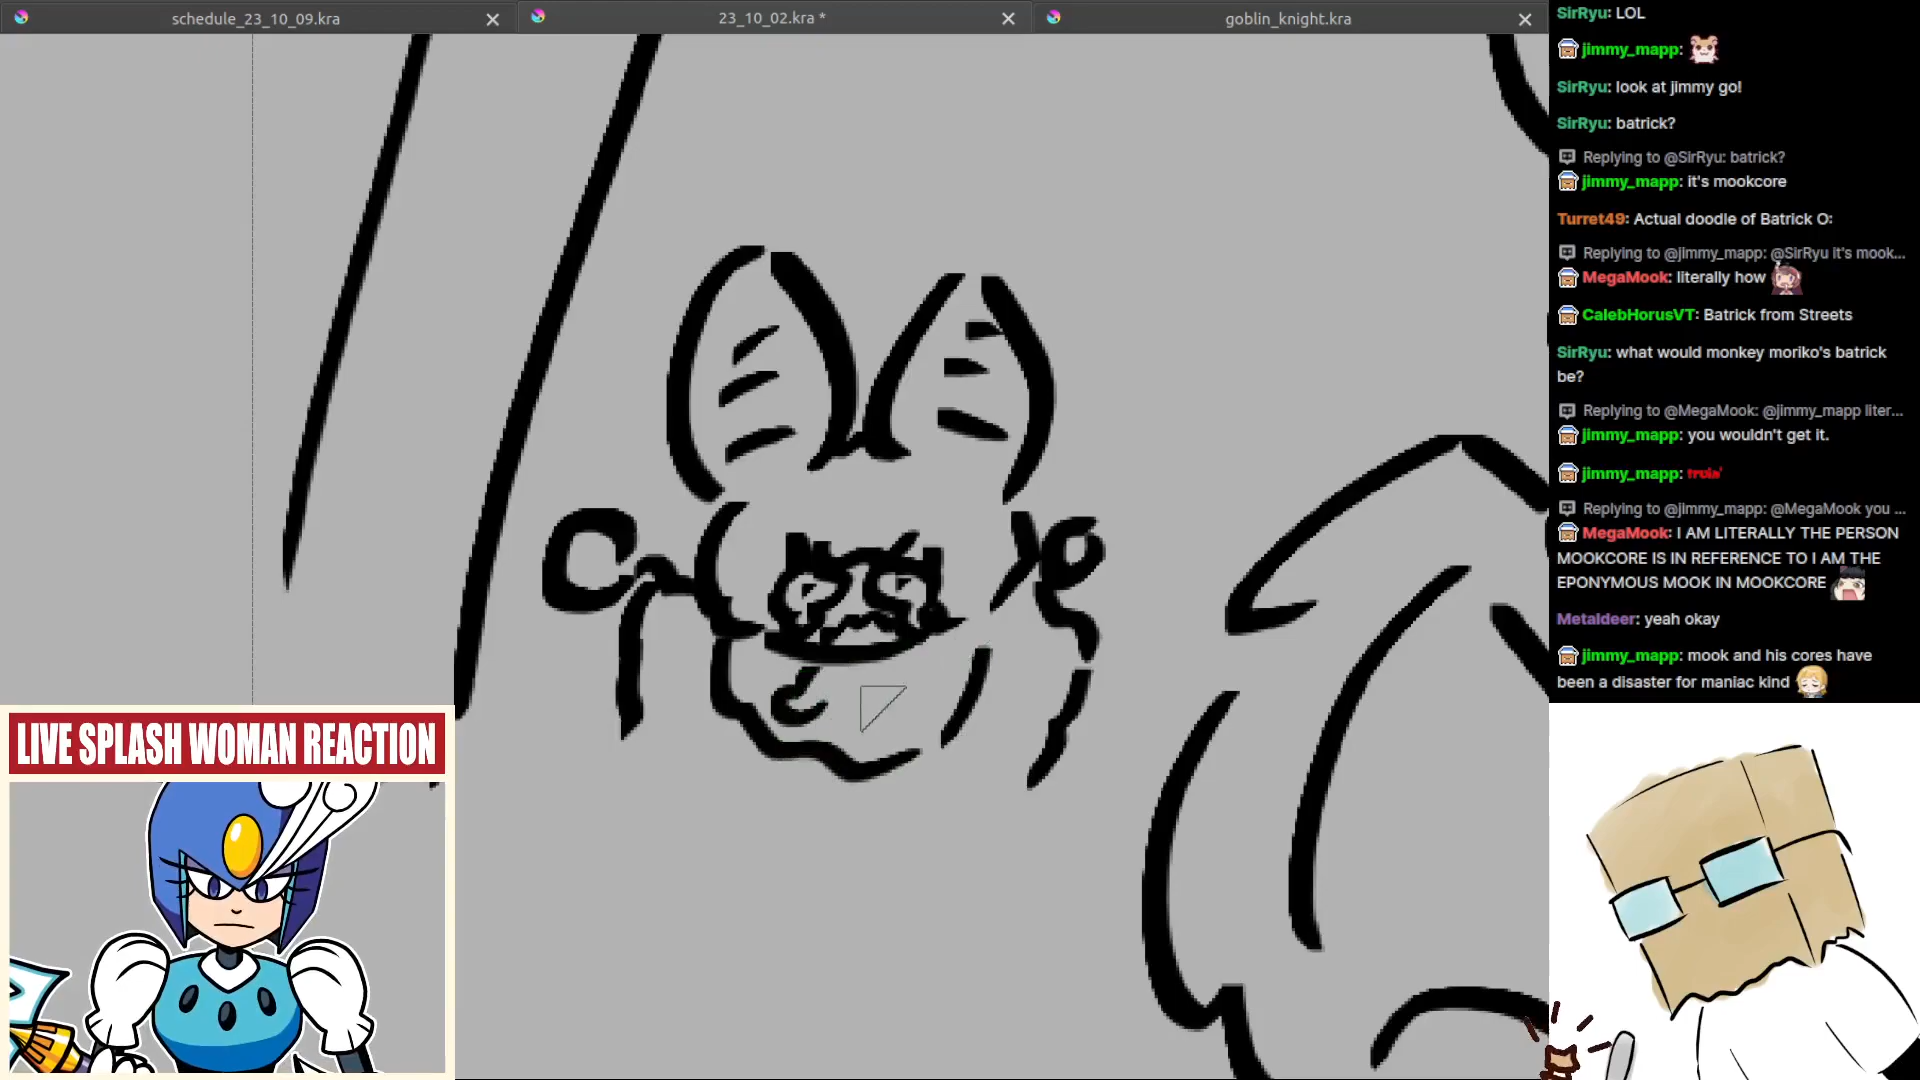 schedule_23_10_09.kra
23_10_02.kra *
goblin_knight.kra
SirRyu: LOL
jimmy_mapp:
SirRyu: look at jimmy go!
SirRyu: batrick?
Replying to @SirRyu: batrick?
jimmy_mapp: it's mookcore
Turret49: Actual doodle of Batrick O:
Replying to @jimmy_mapp: @SirRyu it's mook...
MegaMook: literally how
CalebHorusVT: Batrick from Streets
SirRyu: what would monkey moriko's batrick
be?
Replying to @MegaMook: @jimmy_mapp liter...
jimmy_mapp: you wouldn't get it.
jimmy_mapp:
Replying to @jimmy_mapp: @MegaMook you ...
MegaMook: I AM LITERALLY THE PERSON
MOOKCORE IS IN REFERENCE TO I AM THE
EPONYMOUS MOOK IN MOOKCORE
Metaldeer: yeah okay
jimmy_mapp: mook and his cores have
been a disaster for maniac kind
LIVE SPLASH WOMAN REACTION